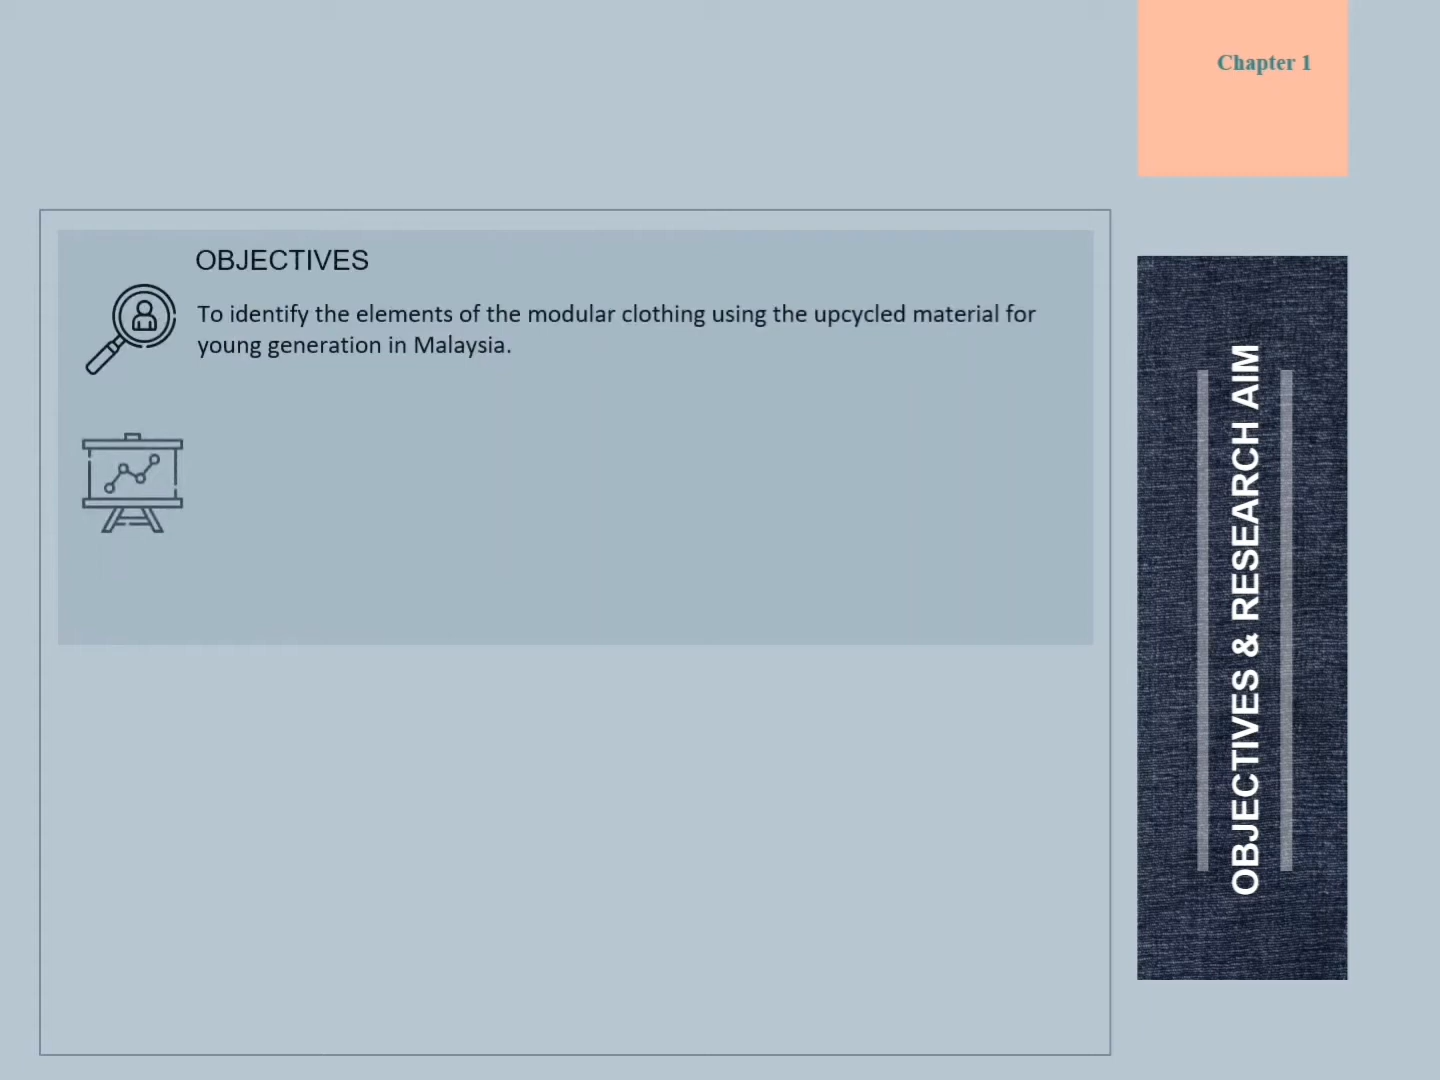 Chapter 1
OBJECTIVES
To identify the elements of the modular clothing using the upcycled material for
young generation in Malaysia.
OBJECTIVES & RESEARCH AIM